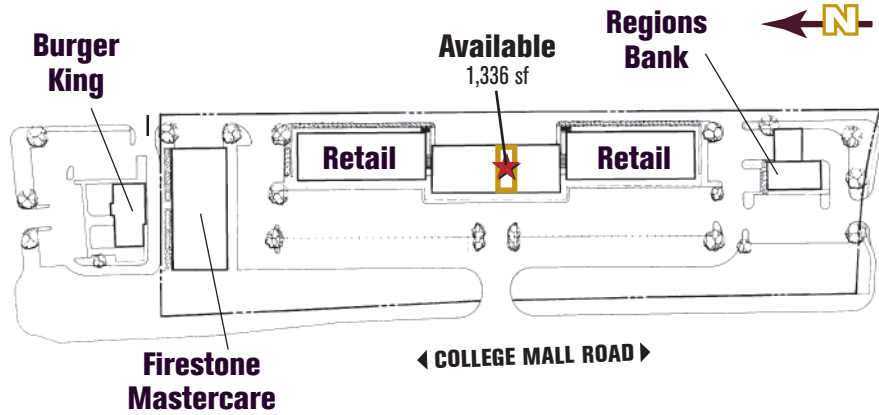 Burger
King
Available
1,336 sf
Regions
Bank
N
Retail
Retail
Firestone
Mastercare
COLLEGE MALL ROAD